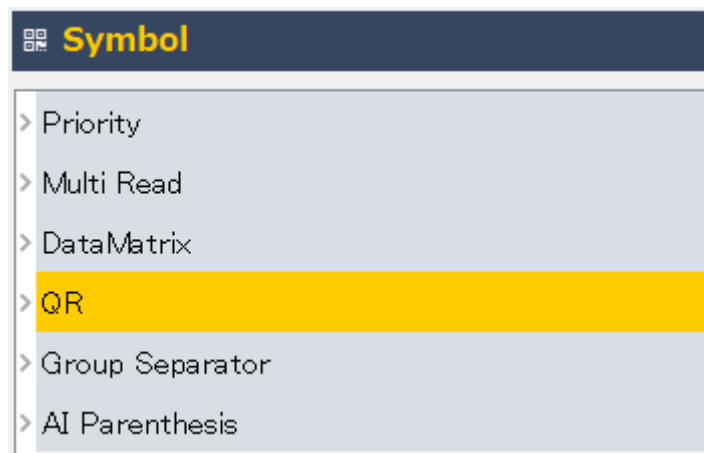 Symbol
Priority
Multi Read
DataMatrix
QR
Group Separator
AI Parenthesis